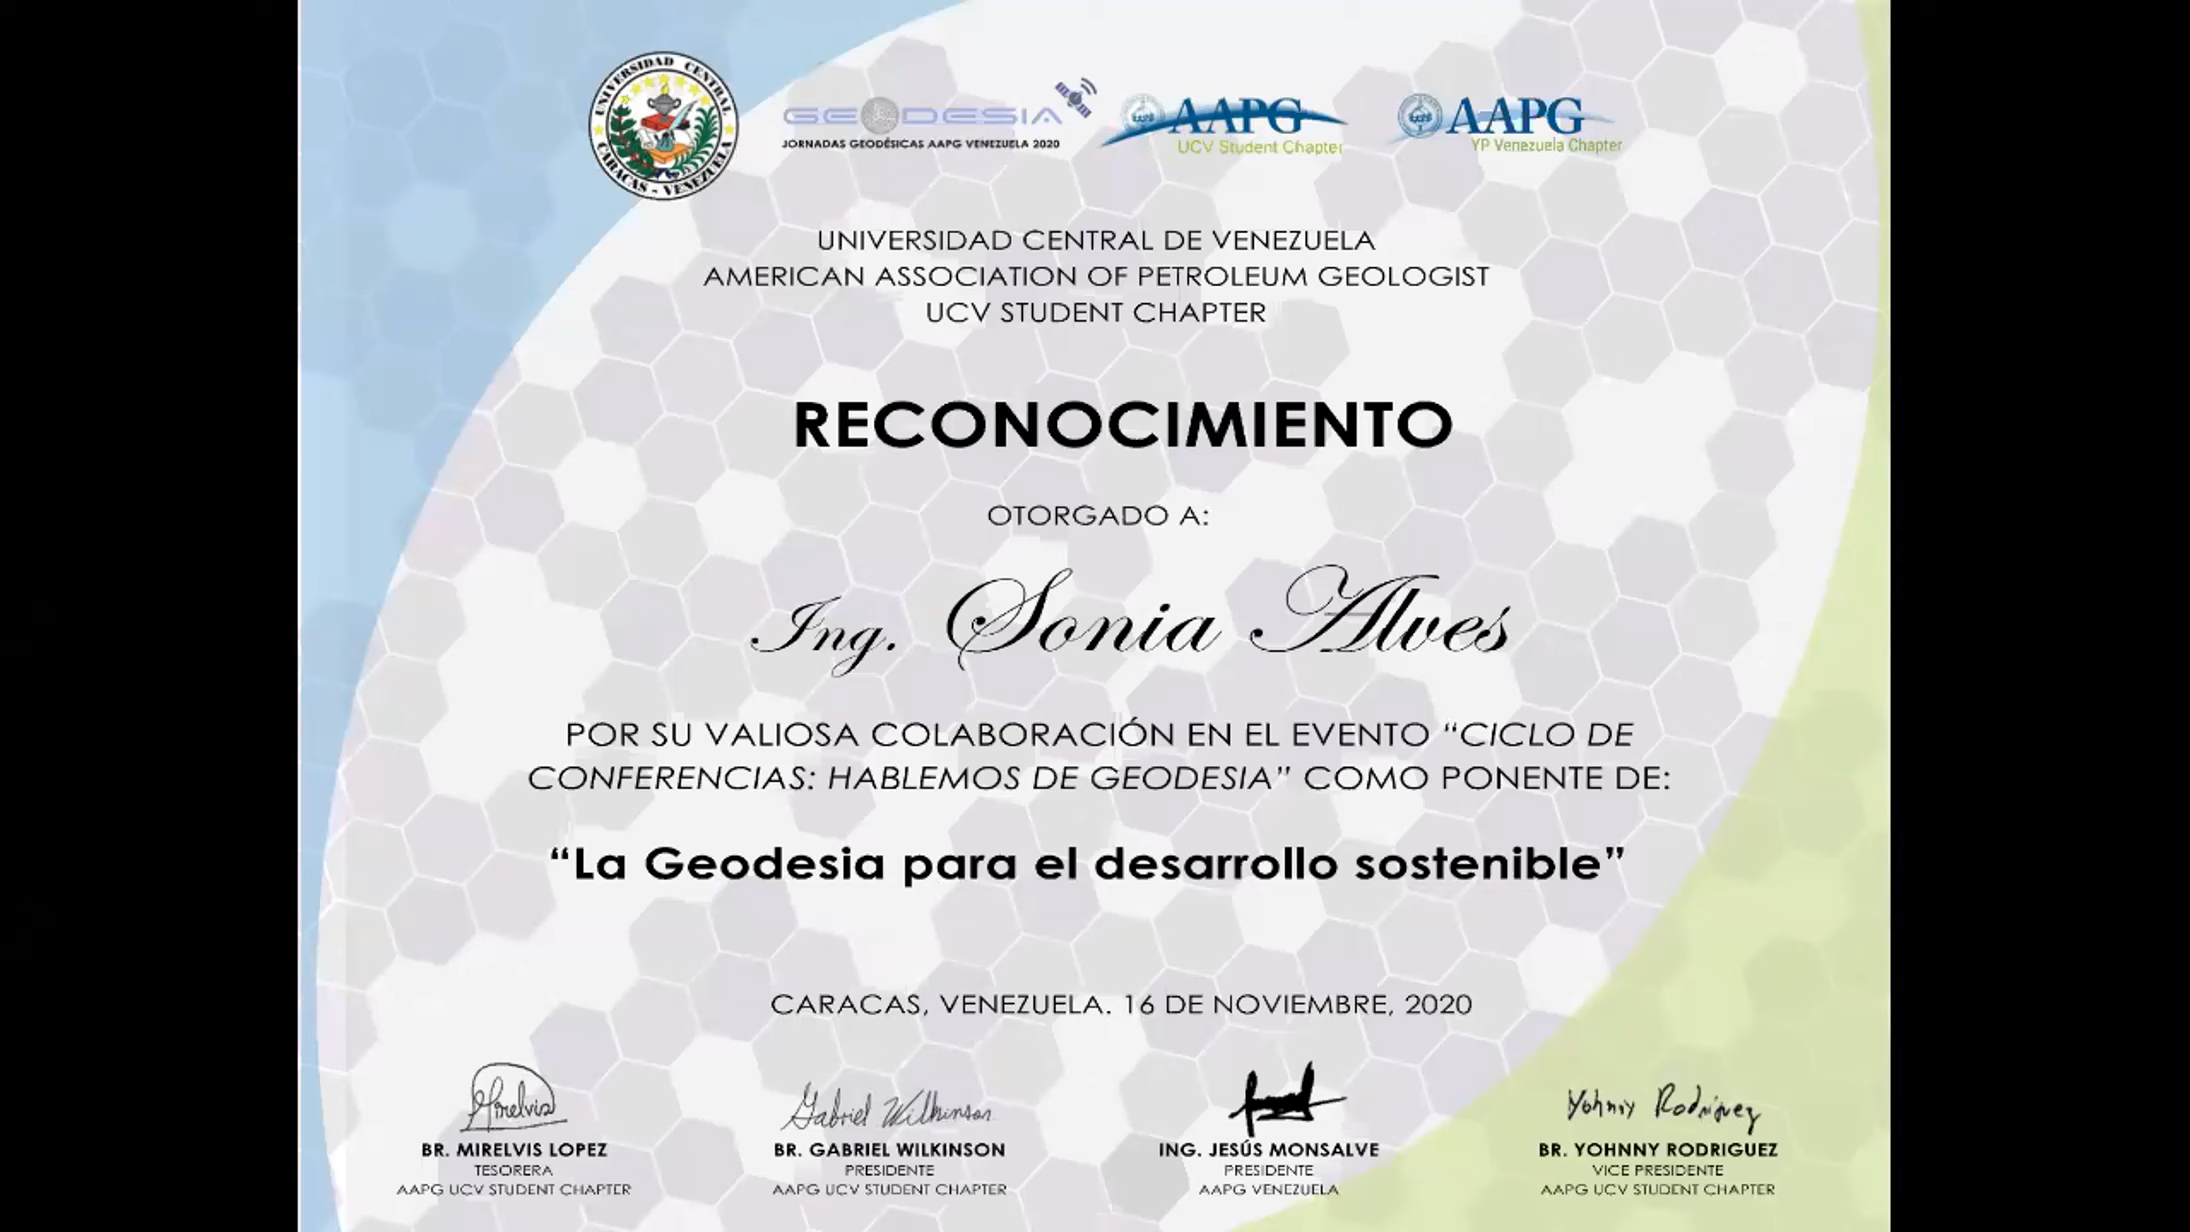 UNIVERSIDAD CENTRAL
CARACAS - VENEZUELA
GEODESIA
JORNADAS GEODÉSICAS AAPG VENEZUELA 2020
AAPG
UCV Student Chapter
AAPG
YP Venezuela Chapter
UNIVERSIDAD CENTRAL DE VENEZUELA
AMERICAN ASSOCIATION OF PETROLEUM GEOLOGIST
UCV STUDENT CHAPTER
RECONOCIMIENTO
OTORGADO A:
Ing. Sonia Alves
POR SU VALIOSA COLABORACIÓN EN EL EVENTO “CICLO DE
CONFERENCIAS: HABLEMOS DE GEODESIA” COMO PONENTE DE:
“La Geodesia para el desarrollo sostenible”
CARACAS, VENEZUELA. 16 DE NOVIEMBRE, 2020
Mirelvis
BR. MIRELVIS LOPEZ
TESORERA
AAPG UCV STUDENT CHAPTER
Gabriel Wilkinson
BR. GABRIEL WILKINSON
PRESIDENTE
AAPG UCV STUDENT CHAPTER
ING. JESÚS MONSALVE
PRESIDENTE
AAPG VENEZUELA
Yohnny Rodriguez
BR. YOHNNY RODRIGUEZ
VICE PRESIDENTE
AAPG UCV STUDENT CHAPTER